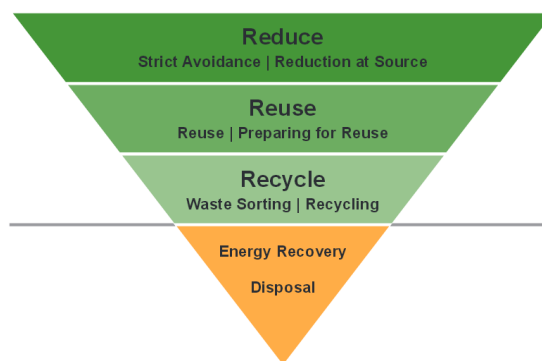 Reduce
Strict Avoidance | Reduction at Source
Reuse
Reuse | Preparing for Reuse
Recycle
Waste Sorting | Recycling
Energy Recovery
Disposal